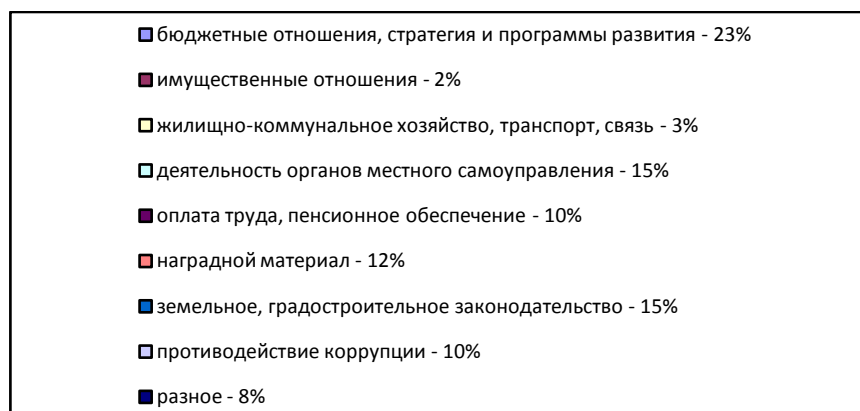 бюджетные отношения, стратегия и программы развития - 23%
имущественные отношения - 2%
жилищно-коммунальное хозяйство, транспорт, связь - 3%
деятельность органов местного самоуправления - 15%
оплата труда, пенсионное обеспечение - 10%
наградной материал - 12%
земельное, градостроительное законодательство - 15%
противодействие коррупции - 10%
разное - 8%